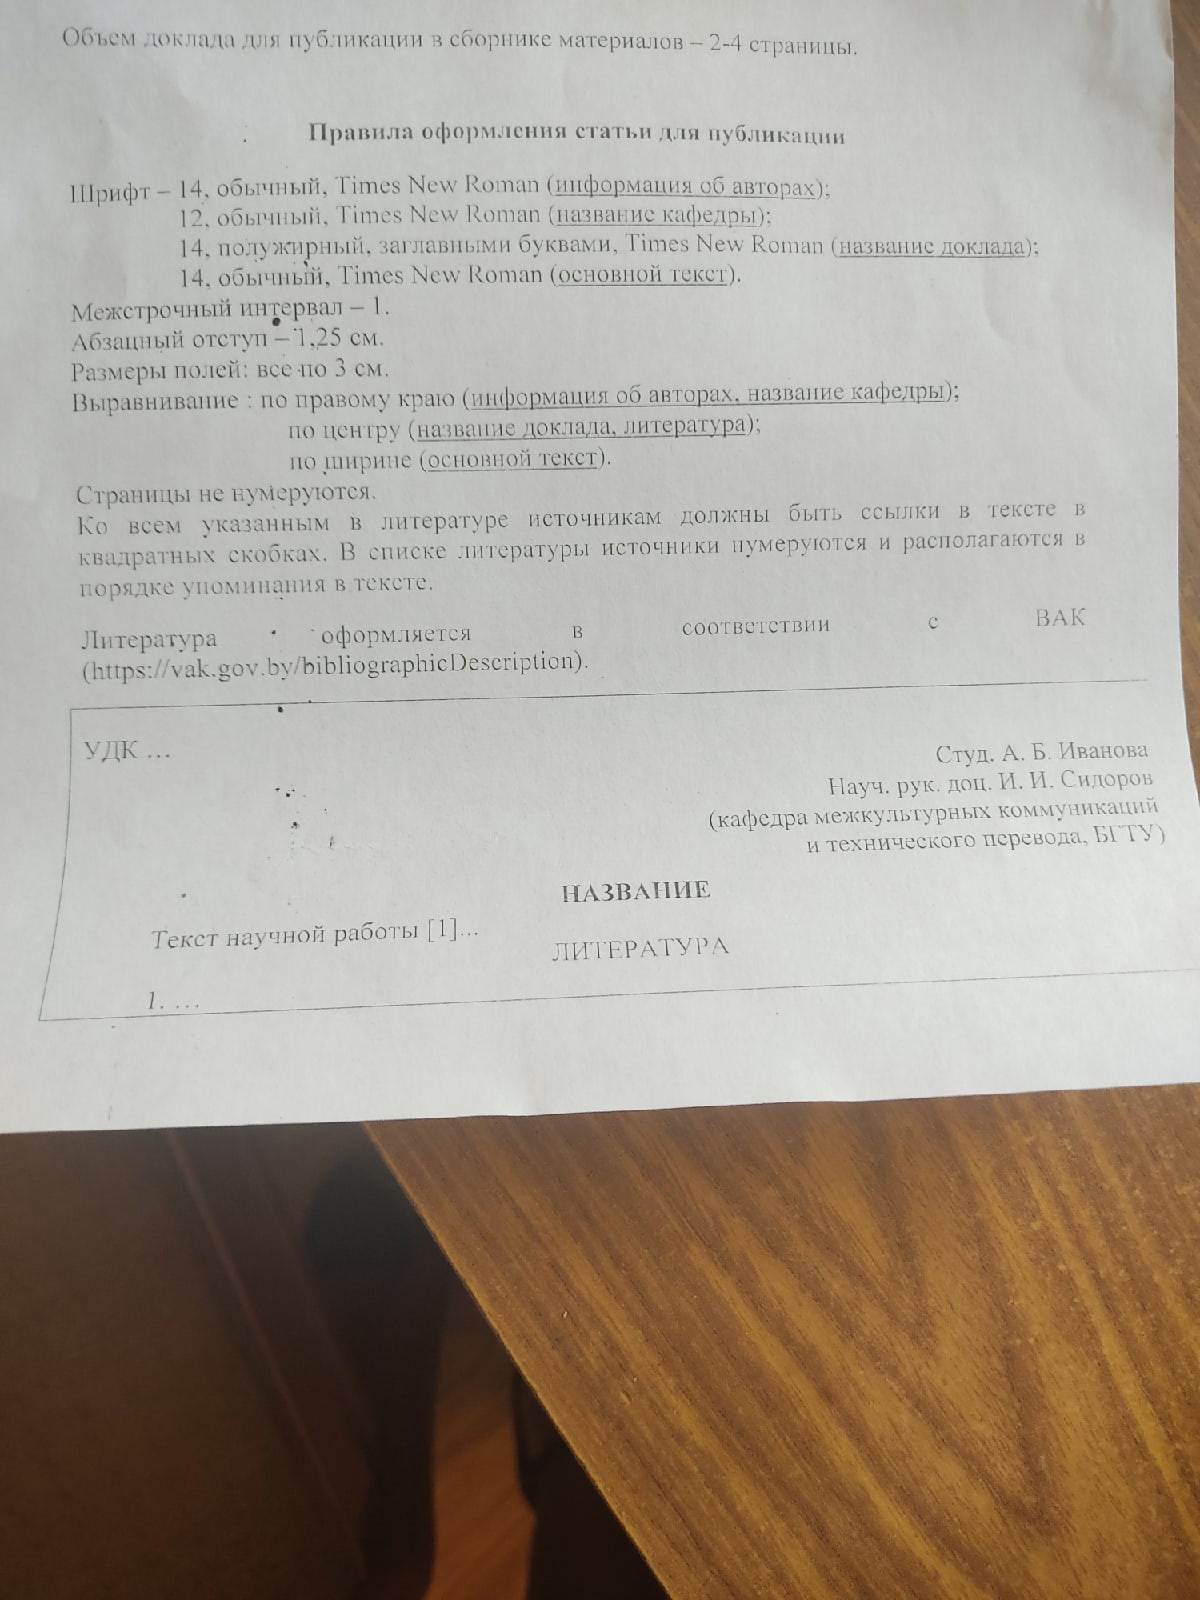 Объем доклада для публикации в сборнике материалов – 2-4 страницы.
Правила оформления статьи для публикации
Шрифт – 14, обычный, Times New Roman (информация об авторах);
12, обычный, Times New Roman (название кафедры);
14, полужирный, заглавными буквами, Times New Roman (название доклада);
14, обычный, Times New Roman (основной текст).
Межстрочный интервал – 1.
Абзацный отступ – 1,25 см.
Размеры полей: все по 3 см.
Выравнивание : по правому краю (информация об авторах, название кафедры);
по центру (название доклада, литература);
по ширине (основной текст).
Страницы не нумеруются.
Ко всем указанным в литературе источникам должны быть ссылки в тексте в
квадратных скобках. В списке литературы источники нумеруются и располагаются в
порядке упоминания в тексте.
Литература оформляется в соответствии с ВАК
(https://vak.gov.by/bibliographicDescription).
УДК ...
Студ. А. Б. Иванова
Науч. рук. доц. И. И. Сидоров
(кафедра межкультурных коммуникаций
и технического перевода, БГТУ)
НАЗВАНИЕ
Текст научной работы [1]...
ЛИТЕРАТУРА
1. ...